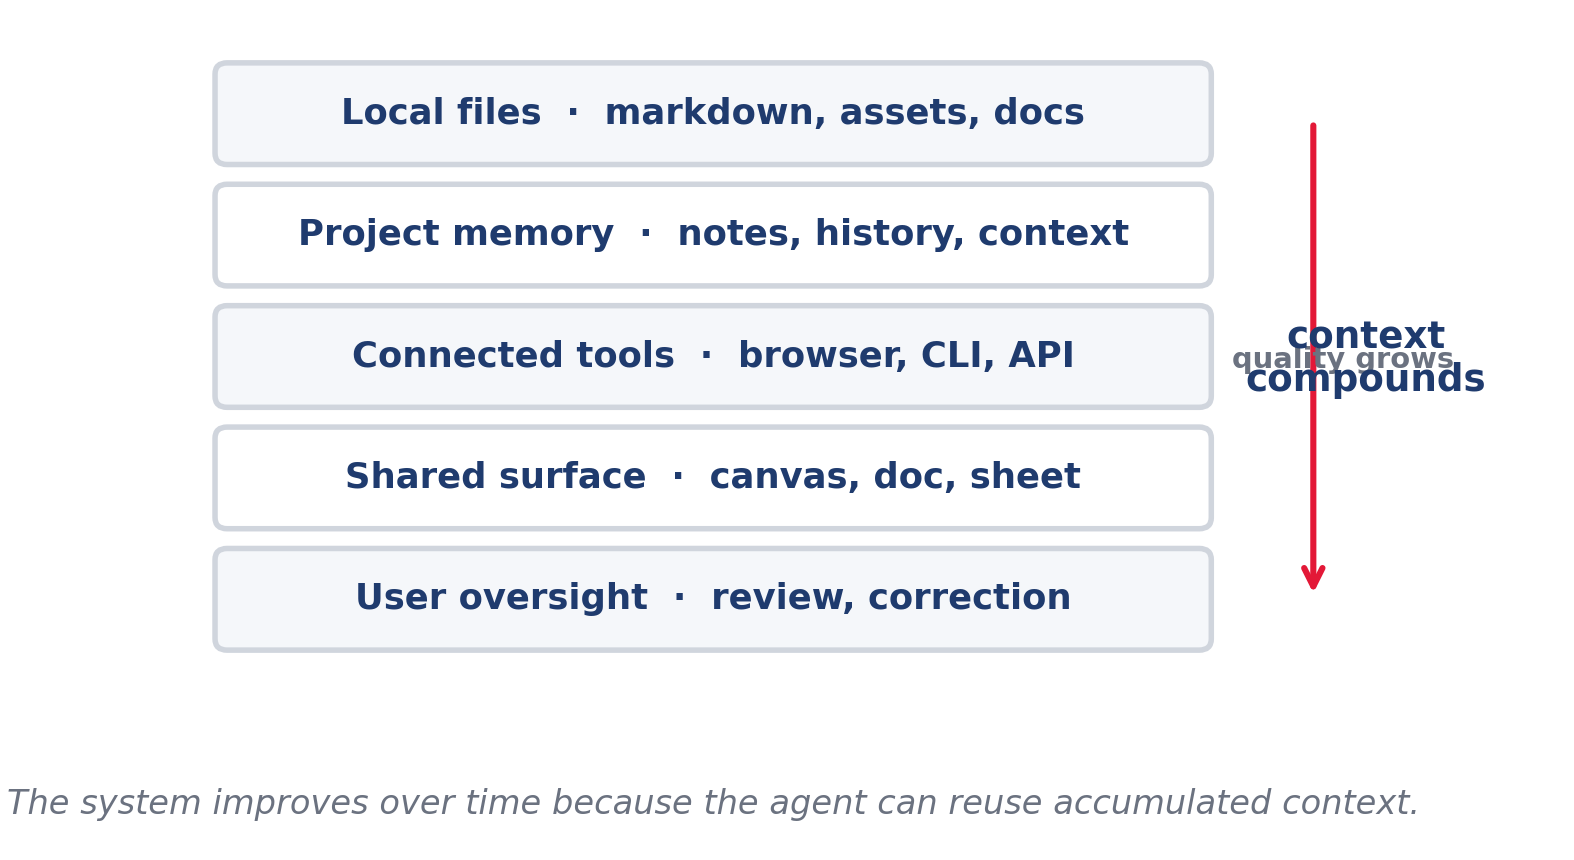 Local files · markdown, assets, docs
Project memory · notes, history, context
Connected tools · browser, CLI, API
Shared surface · canvas, doc, sheet
User oversight · review, correction
context
quality grows
compounds
The system improves over time because the agent can reuse accumulated context.